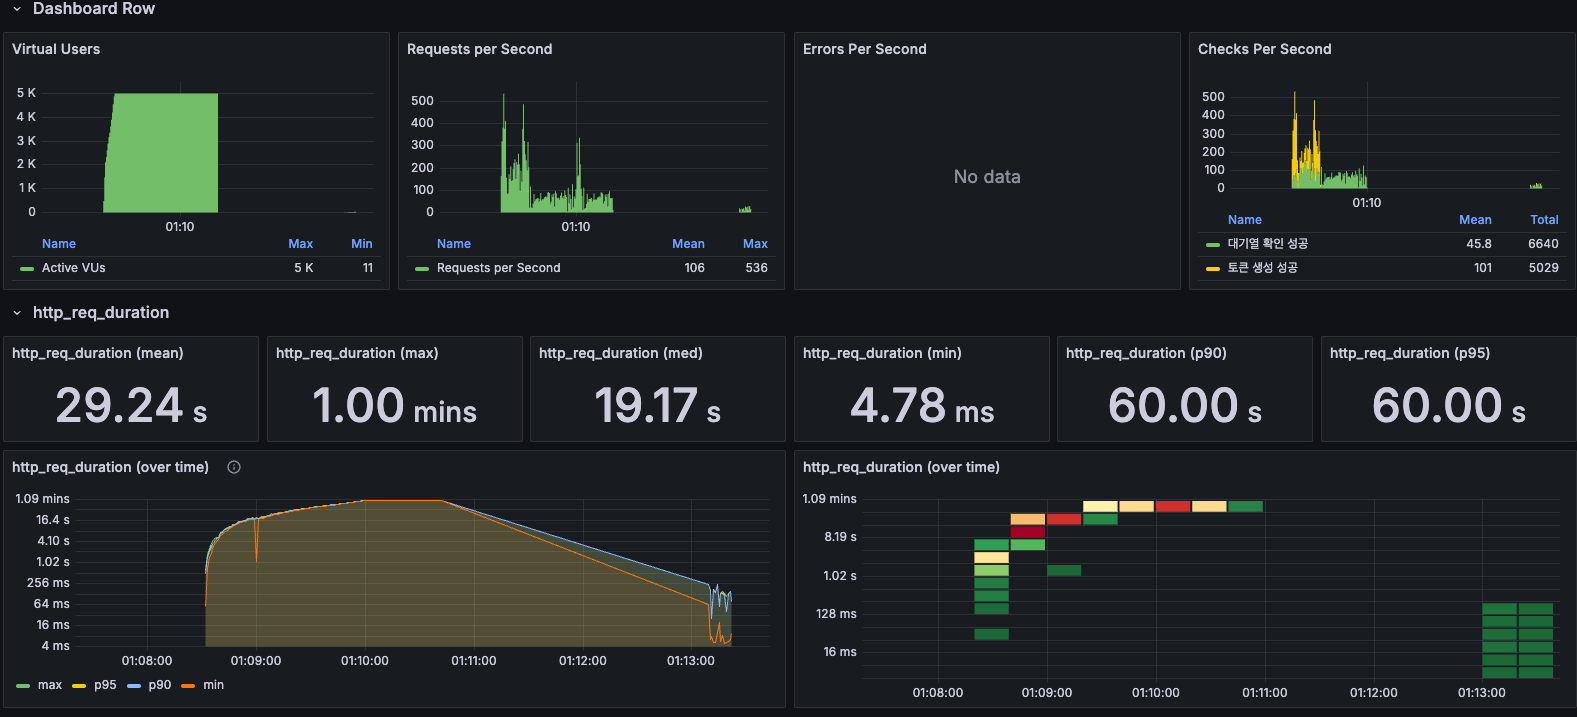 Dashboard Row
Virtual Users
5 K
4 K
3 K
2 K
1 K
0
01:10
Name Max Min
Active VUs 5 K 11
Requests per Second
500
400
300
200
100
0
01:10
Name Mean Max
Requests per Second 106 536
Errors Per Second
No data
Checks Per Second
500
400
300
200
100
0
01:10
Name Mean Total
대기열 확인 성공 45.8 6640
토큰 생성 성공 101 5029
http_req_duration
http_req_duration (mean)
29.24 s
http_req_duration (max)
1.00 mins
http_req_duration (med)
19.17 s
http_req_duration (min)
4.78 ms
http_req_duration (p90)
60.00 s
http_req_duration (p95)
60.00 s
http_req_duration (over time)
1.09 mins
16.4 s
4.10 s
1.02 s
256 ms
64 ms
16 ms
4 ms
01:08:00 01:09:00 01:10:00 01:11:00 01:12:00 01:13:00
max p95 p90 min
http_req_duration (over time)
1.09 mins
8.19 s
1.02 s
128 ms
16 ms
01:08:00 01:09:00 01:10:00 01:11:00 01:12:00 01:13:00